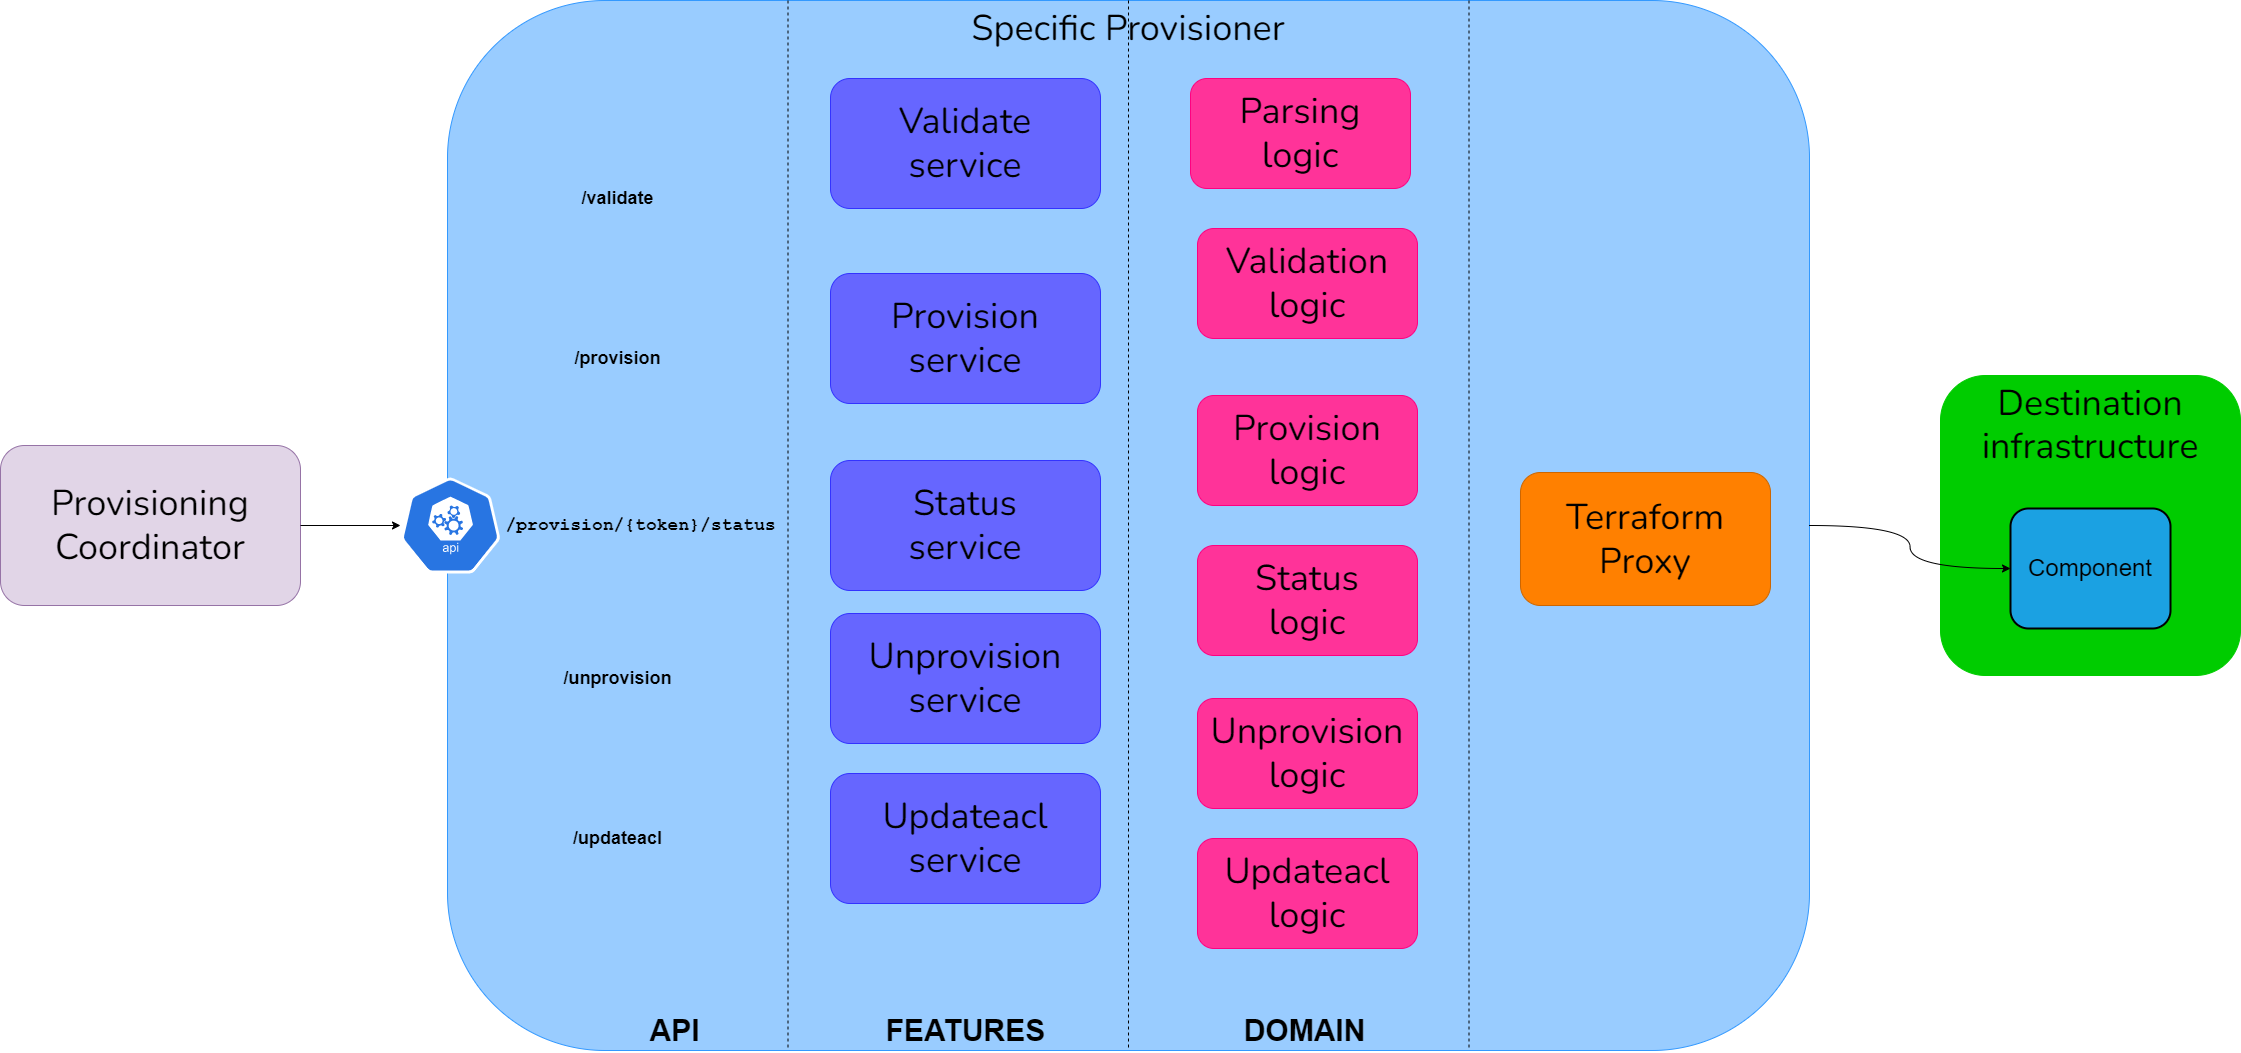 Specific Provisioner
Provisioning
Coordinator
api
/validate
/provision
/provision/{token}/status
/unprovision
/updateacl
API
Validate
service
Provision
service
Status
service
Unprovision
service
Updateacl
service
FEATURES
Parsing
logic
Validation
logic
Provision
logic
Status
logic
Unprovision
logic
Updateacl
logic
DOMAIN
Terraform
Proxy
Destination
infrastructure
Component